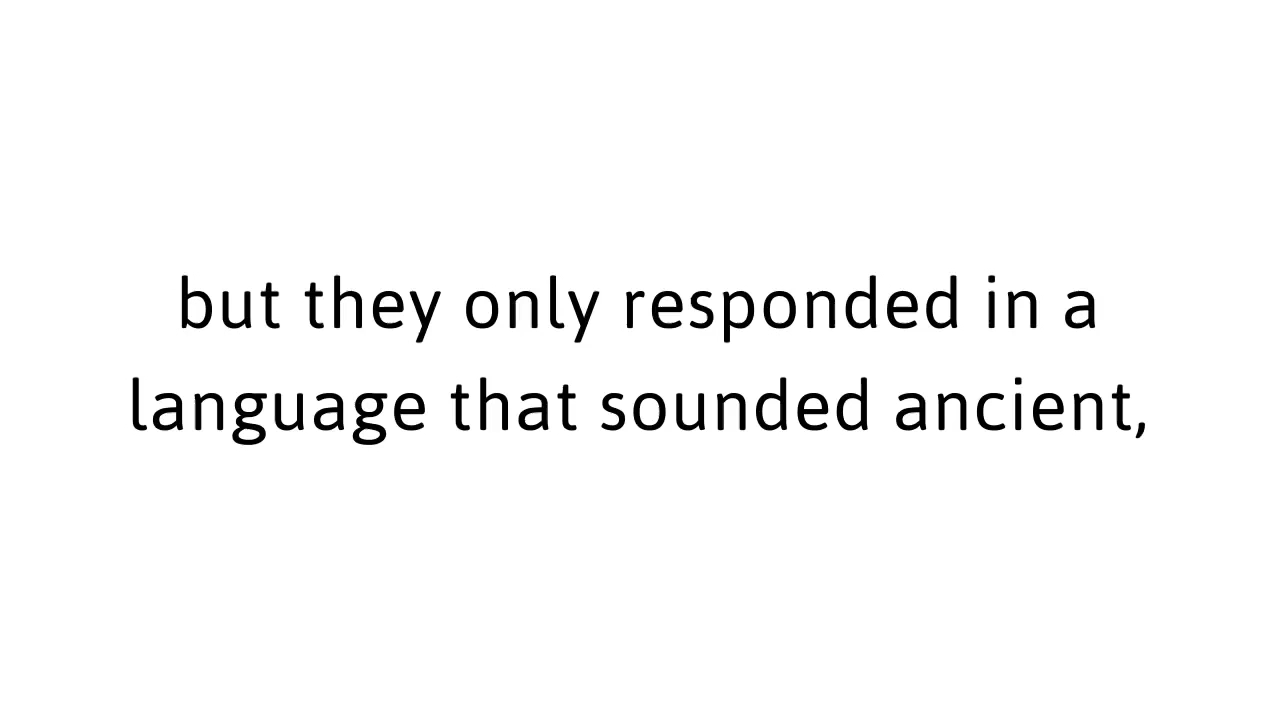 but they only responded in a
language that sounded ancient,